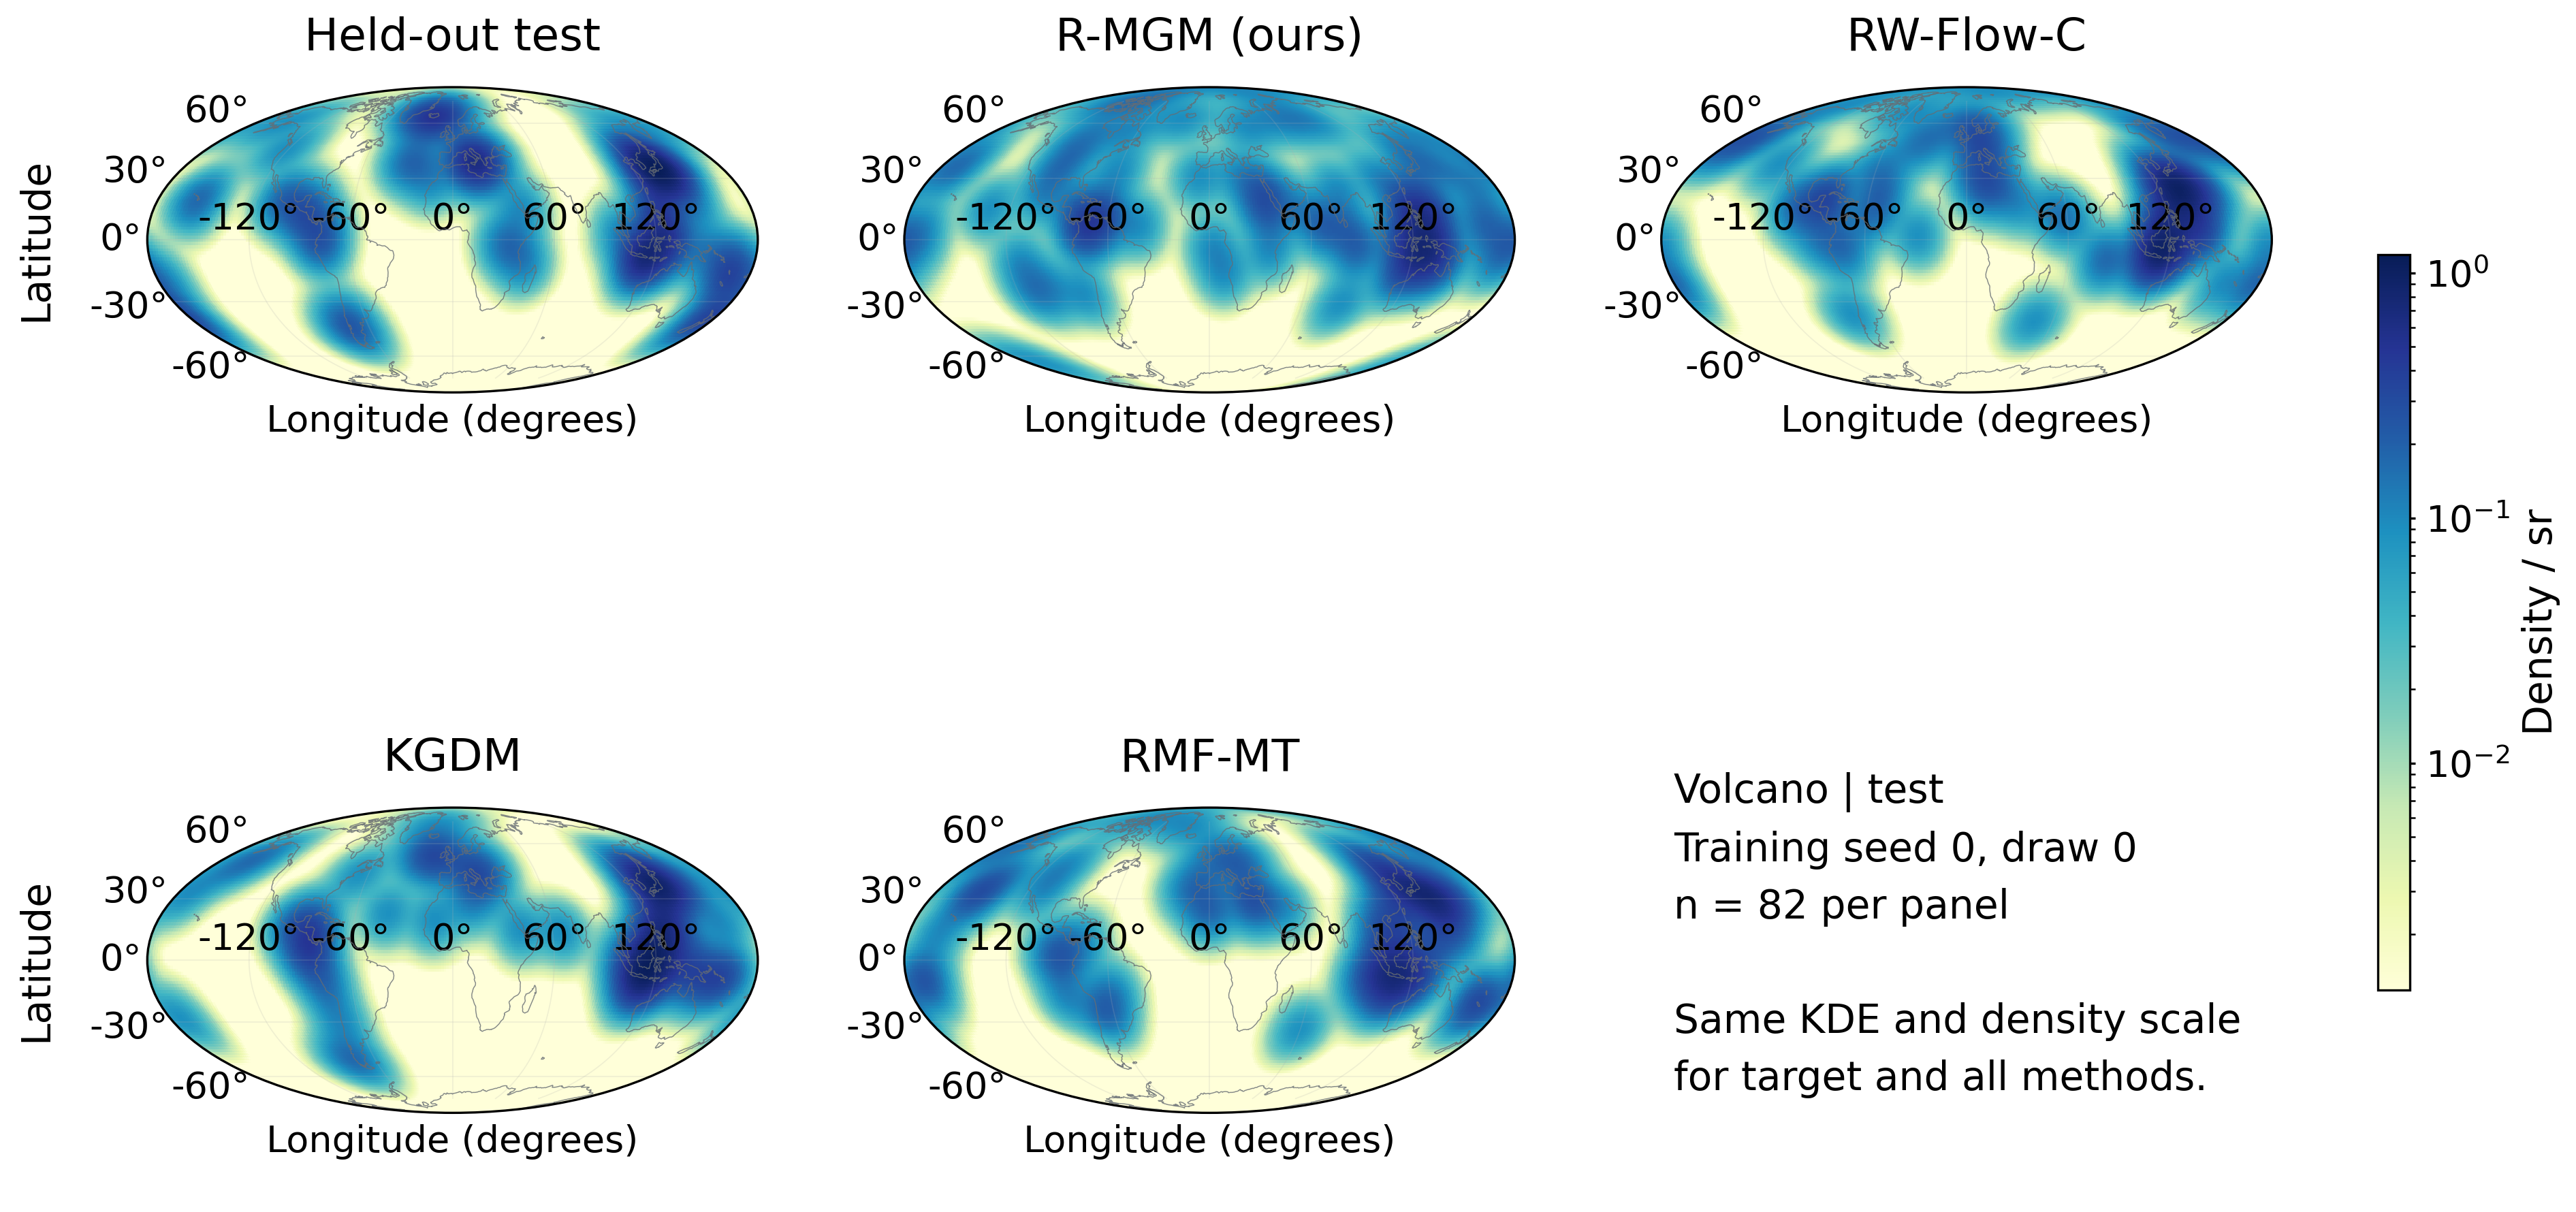 Held-out test
R-MGM (ours)
RW-Flow-C
Latitude
60°
30°
0°
-30°
-60°
-120° -60° 0° 60° 120°
Longitude (degrees)
60°
30°
0°
-30°
-60°
-120° -60° 0° 60° 120°
Longitude (degrees)
60°
30°
0°
-30°
-60°
-120° -60° 0° 60° 120°
Longitude (degrees)
KGDM
RMF-MT
Latitude
60°
30°
0°
-30°
-60°
-120° -60° 0° 60° 120°
Longitude (degrees)
60°
30°
0°
-30°
-60°
-120° -60° 0° 60° 120°
Longitude (degrees)
Volcano | test
Training seed 0, draw 0
n = 82 per panel
Same KDE and density scale
for target and all methods.
10⁰
10⁻¹
10⁻²
Density / sr